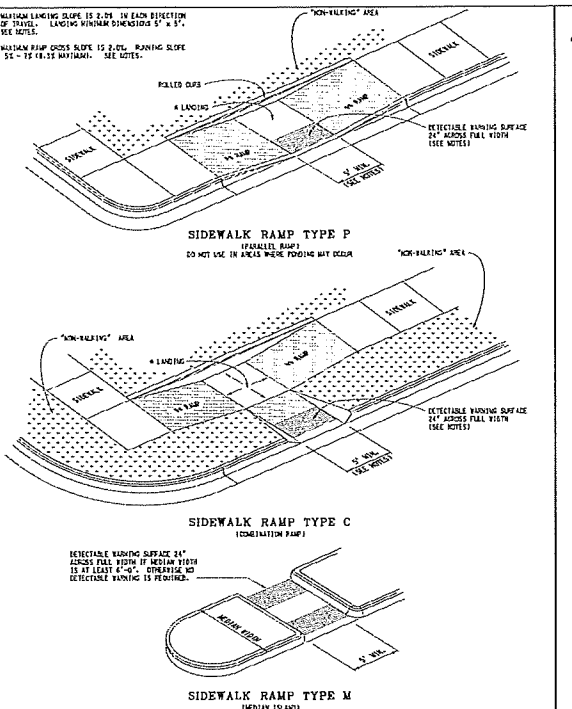 MAXIMUM LANDING SLOPE IS 2.0% IN EACH DIRECTION
OF TRAVEL. LANDING MINIMUM DIMENSIONS 5' x 5'.
SEE NOTES.
MAXIMUM RAMP CROSS SLOPE IS 2.0%, RUNNING SLOPE
5% - 7% (8.3% MAXIMUM). SEE NOTES.
"NON-WALKING" AREA
SIDEWALK
ROLLED CURB
* LANDING
** RAMP
DETECTABLE WARNING SURFACE
24" ACROSS FULL WIDTH
(SEE NOTES)
SIDEWALK
** RAMP
5' MIN.
(SEE NOTES)
SIDEWALK RAMP TYPE P
(PARALLEL RAMP)
DO NOT USE IN AREAS WHERE PONDING MAY OCCUR
"NON-WALKING" AREA
SIDEWALK
"NON-WALKING" AREA
* LANDING
** RAMP
SIDEWALK
** RAMP
DETECTABLE WARNING SURFACE
24" ACROSS FULL WIDTH
(SEE NOTES)
5' MIN.
(SEE NOTES)
SIDEWALK RAMP TYPE C
(COMBINATION RAMP)
DETECTABLE WARNING SURFACE 24"
ACROSS FULL WIDTH IF MEDIAN WIDTH
IS AT LEAST 6'-0". OTHERWISE NO
DETECTABLE WARNING IS REQUIRED.
MEDIAN WIDTH
5' MIN.
SIDEWALK RAMP TYPE M
(MEDIAN ISLAND)